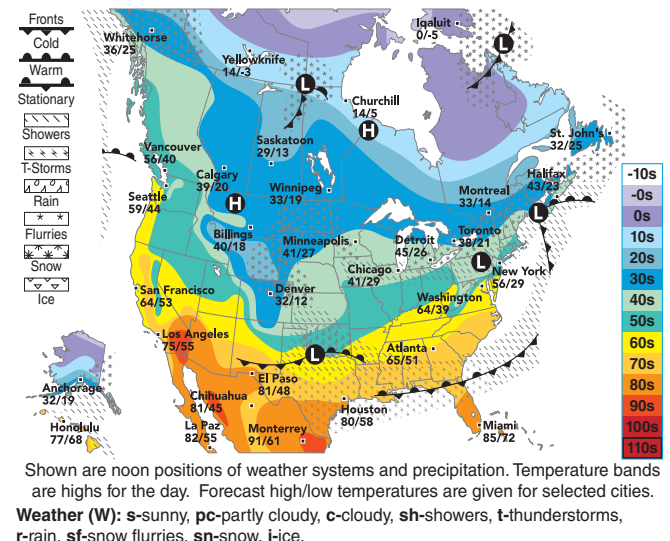 Fronts
Cold
Warm
Stationary
Showers
T-Storms
Rain
Flurries
Snow
Ice
Whitehorse
36/25
Yellowknife
14/-3
Iqaluit
0/-5
L
L
Churchill
14/5
H
St. John's
32/25
Vancouver
56/40
Calgary
39/20
Saskatoon
29/13
Winnipeg
33/19
Montreal
33/14
Halifax
43/23
Seattle
59/44
H
L
Billings
40/18
Minneapolis
41/27
Detroit
45/26
Toronto
38/21
L
Chicago
41/29
New York
56/29
San Francisco
64/53
Denver
32/12
Washington
64/39
Los Angeles
75/55
L
Atlanta
65/51
El Paso
81/48
Anchorage
32/19
Chihuahua
81/45
Houston
80/58
Honolulu
77/68
La Paz
82/55
Monterrey
91/61
Miami
85/72
-10s
-0s
0s
10s
20s
30s
40s
50s
60s
70s
80s
90s
100s
110s
Shown are noon positions of weather systems and precipitation. Temperature bands
are highs for the day. Forecast high/low temperatures are given for selected cities.
Weather (W): s-sunny, pc-partly cloudy, c-cloudy, sh-showers, t-thunderstorms,
r-rain, sf-snow flurries, sn-snow, i-ice.